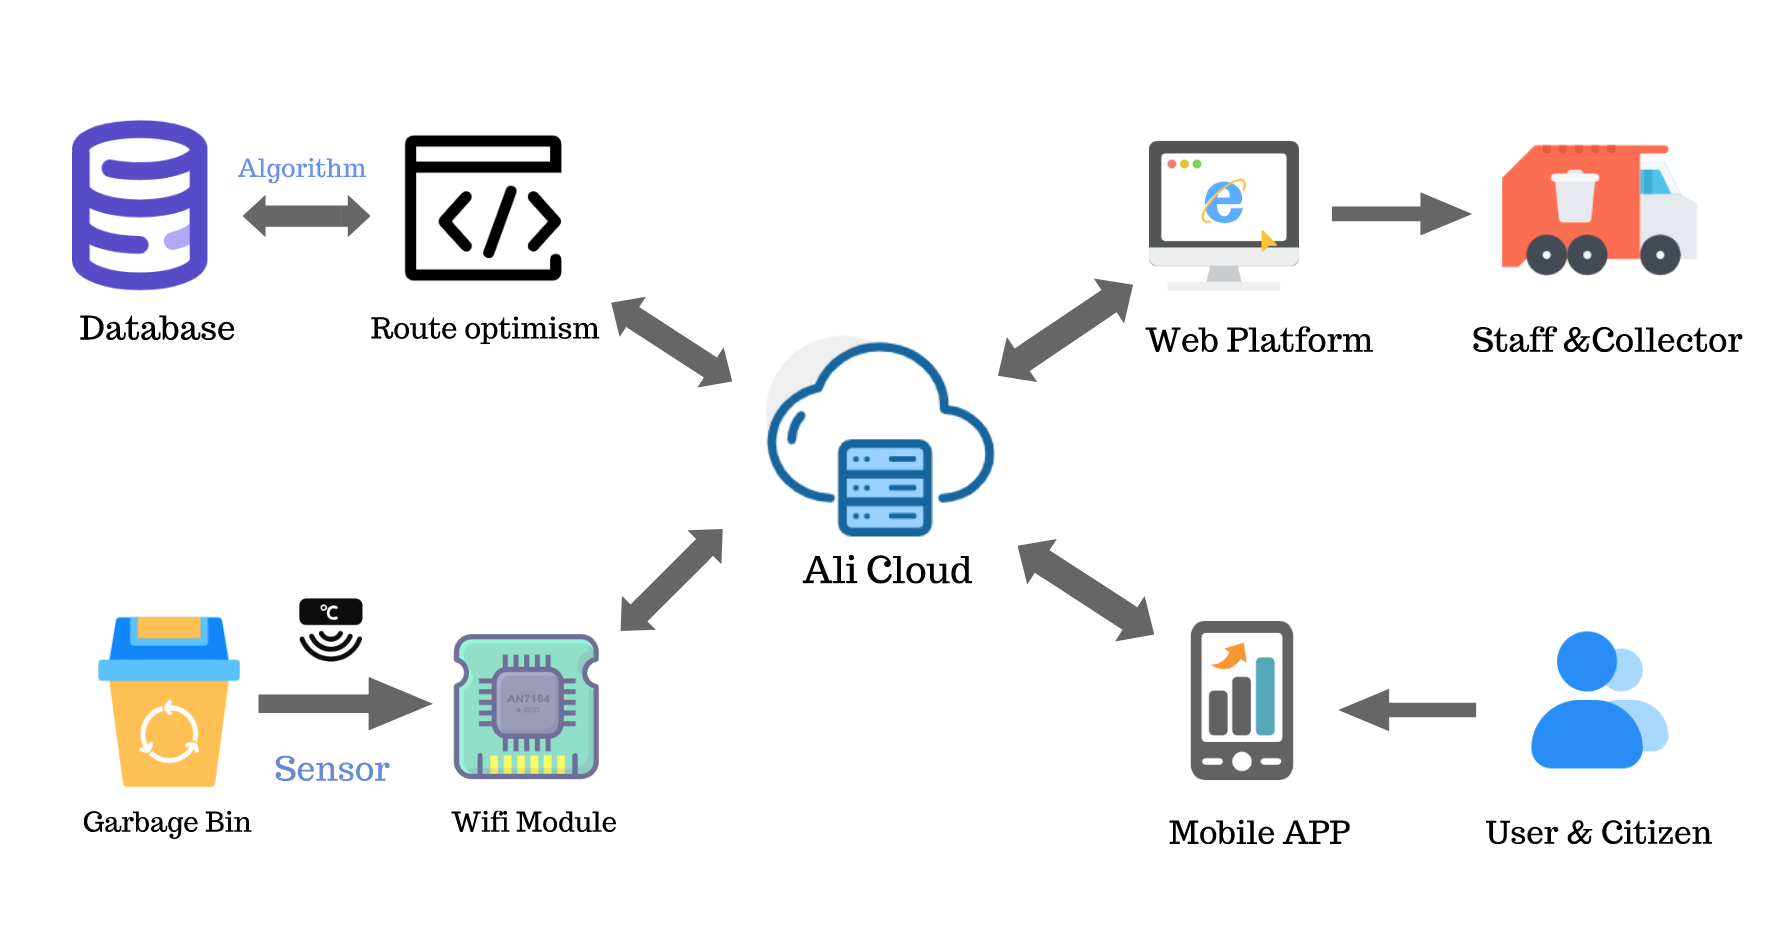 Algorithm
Database
Route optimism
Web Platform
Staff &Collector
Ali Cloud
°C
AN7164
2DO
Sensor
Garbage Bin
Wifi Module
Mobile APP
User & Citizen